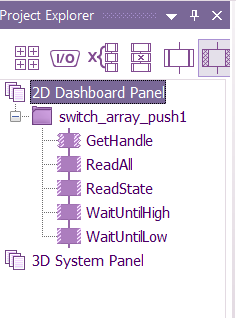 Project Explorer
I/O
2D Dashboard Panel
switch_array_push1
GetHandle
ReadAll
ReadState
WaitUntilHigh
WaitUntilLow
3D System Panel